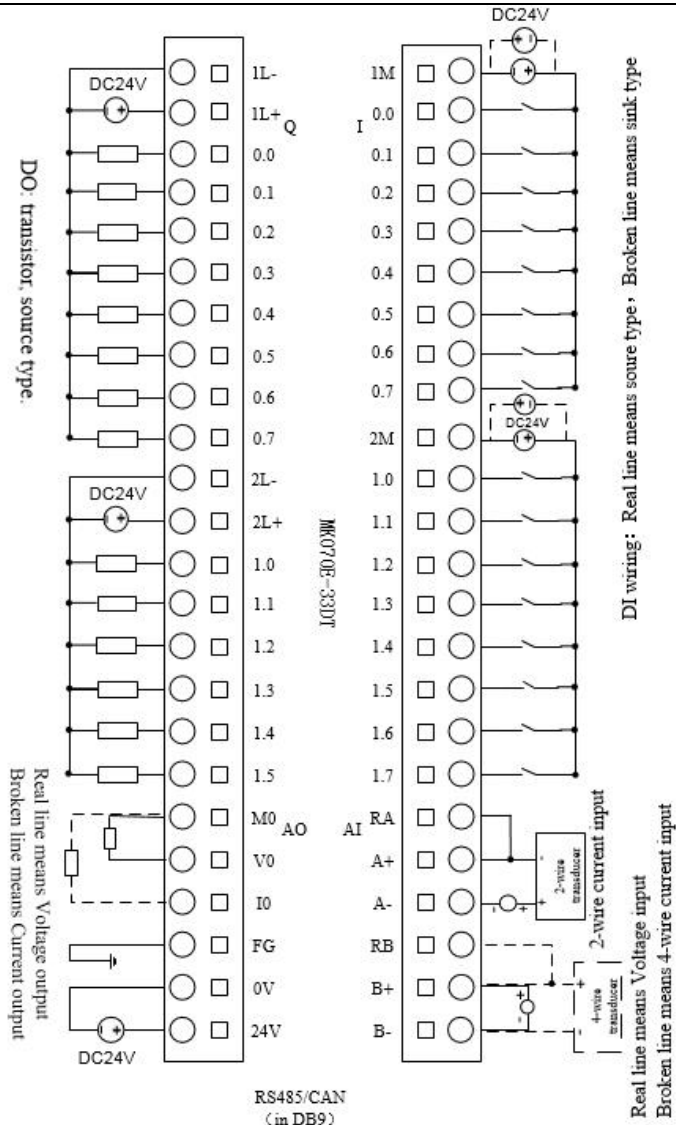 DC24V
1L-
DC24V
1L+
Q
0.0
0.1
0.2
0.3
0.4
0.5
0.6
0.7
2L-
DC24V
2L+
1.0
1.1
1.2
1.3
1.4
1.5
M0
AO
V0
I0
FG
0V
24V
DC24V
DO: transistor, source type.
Real line means Voltage output
Broken line means Current output
MK070E-33DT
1M
I
0.0
0.1
0.2
0.3
0.4
0.5
0.6
0.7
2M
DC24V
1.0
1.1
1.2
1.3
1.4
1.5
1.6
1.7
AI
RA
A+
A-
RB
B+
B-
2-wire
transducer
2-wire current input
4-wire
transducer
Real line means Voltage input
Broken line means 4-wire current input
DI wiring: Real line means soure type, Broken line means sink type
RS485/CAN
(in DB9)